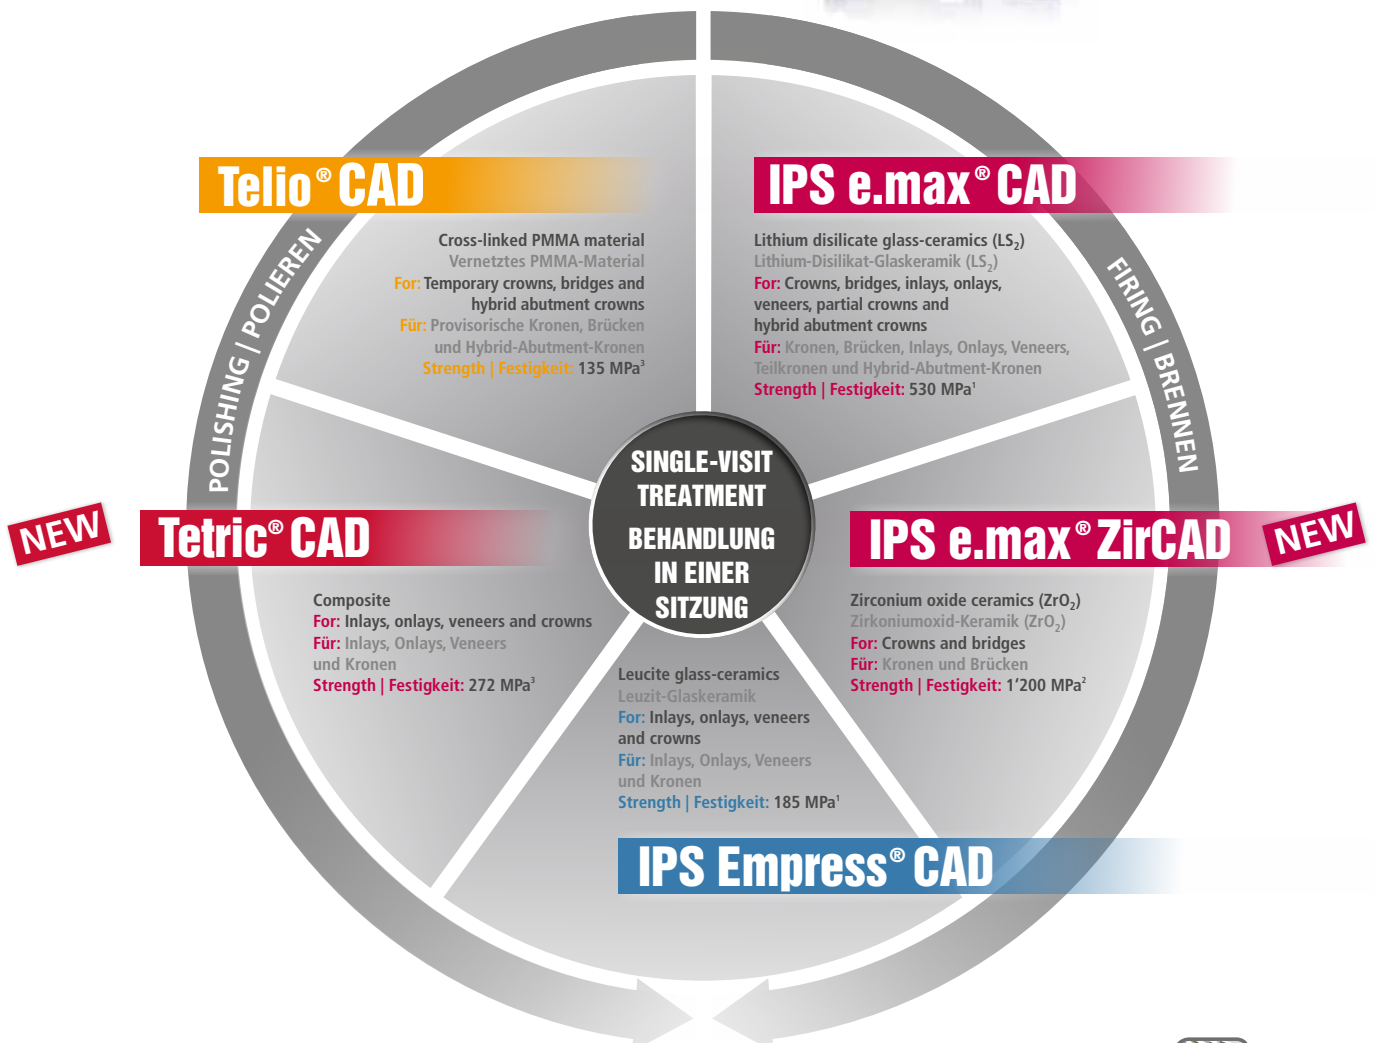 Telio® CAD
Cross-linked PMMA material
Vernetztes PMMA-Material
For: Temporary crowns, bridges and
hybrid abutment crowns
Für: Provisorische Kronen, Brücken
und Hybrid-Abutment-Kronen
Strength | Festigkeit: 135 MPa³
IPS e.max® CAD
Lithium disilicate glass-ceramics (LS₂)
Lithium-Disilikat-Glaskeramik (LS₂)
For: Crowns, bridges, inlays, onlays,
veneers, partial crowns and
hybrid abutment crowns
Für: Kronen, Brücken, Inlays, Onlays, Veneers,
Teilkronen und Hybrid-Abutment-Kronen
Strength | Festigkeit: 530 MPa¹
POLISHING | POLIEREN
FIRING | BRENNEN
SINGLE-VISIT
TREATMENT
BEHANDLUNG
IN EINER
SITZUNG
NEW
Tetric® CAD
Composite
For: Inlays, onlays, veneers and crowns
Für: Inlays, Onlays, Veneers
und Kronen
Strength | Festigkeit: 272 MPa³
IPS e.max® ZirCAD
NEW
Zirconium oxide ceramics (ZrO₂)
Zirkoniumoxid-Keramik (ZrO₂)
For: Crowns and bridges
Für: Kronen und Brücken
Strength | Festigkeit: 1‘200 MPa²
Leucite glass-ceramics
Leuzit-Glaskeramik
For: Inlays, onlays, veneers
and crowns
Für: Inlays, Onlays, Veneers
und Kronen
Strength | Festigkeit: 185 MPa¹
IPS Empress® CAD